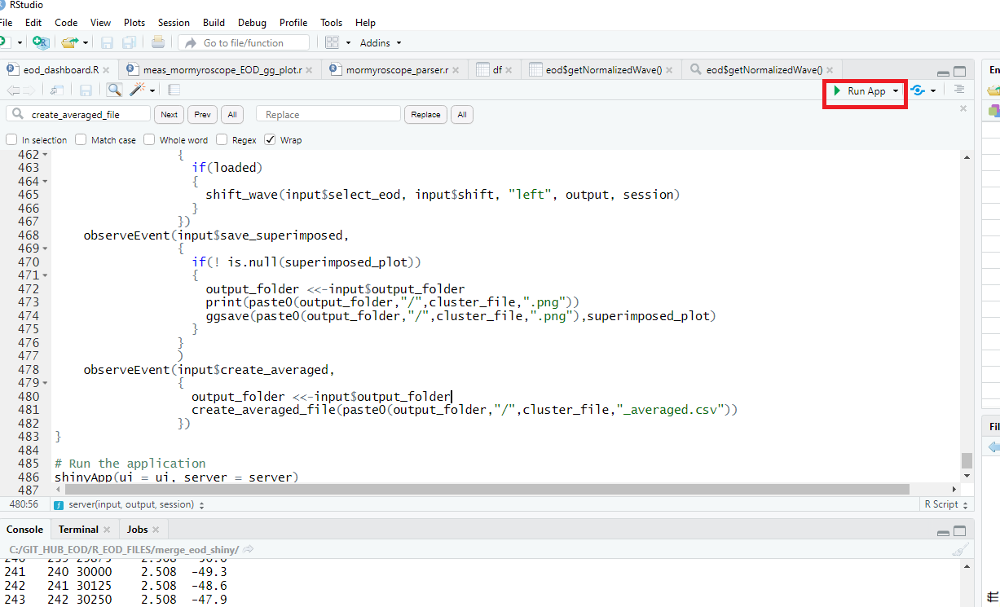 RStudio
File Edit Code View Plots Session Build Debug Profile Tools Help
Go to file/function Addins
eod_dashboard.R meas_mormyroscope_EOD_gg_plot.r mormyroscope_parser.r df eod$getNormalizedWave() eod$getNormalizedWave() En
Run App
create_averaged_file Next Prev All Replace Replace All
In selection Match case Whole word Regex Wrap
462 {
463 if(loaded)
464 {
465 shift_wave(input$select_eod, input$shift, "left", output, session)
466 }
467 })
468 observeEvent(input$save_superimposed,
469 {
470 if(! is.null(superimposed_plot))
471 {
472 output_folder <<-input$output_folder
473 print(paste0(output_folder,"/",cluster_file,".png"))
474 ggsave(paste0(output_folder,"/",cluster_file,".png"),superimposed_plot)
475 }
476 }
477 )
478 observeEvent(input$create_averaged,
479 {
480 output_folder <<-input$output_folder
481 create_averaged_file(paste0(output_folder,"/",cluster_file,"_averaged.csv"))
482 })
483 }
484
485 # Run the application
486 shinyApp(ui = ui, server = server)
487
480:56 server(input, output, session) R Script
Fil
Console Terminal Jobs
C:/GIT_HUB_EOD/R_EOD_FILES/merge_eod_shiny/
241 240 30000 2.508 -49.3
242 241 30125 2.508 -48.6
243 242 30250 2.508 -47.9